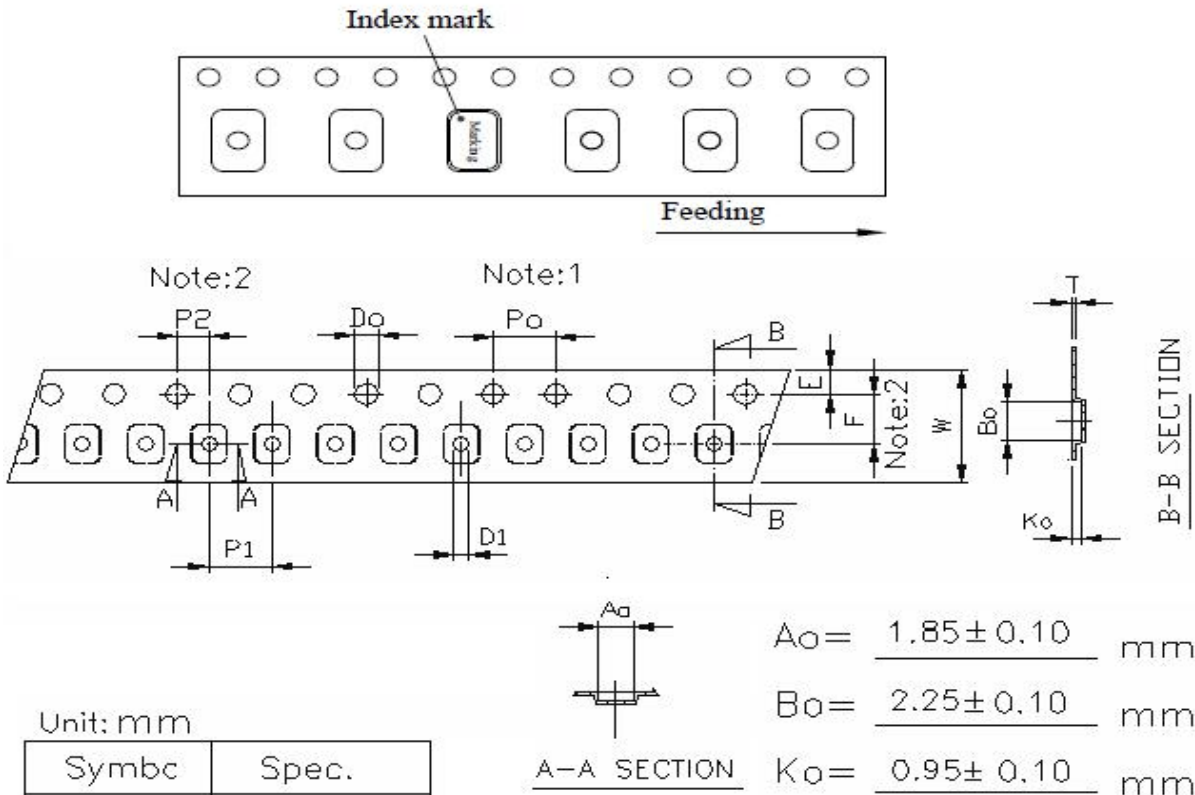 Index mark
Marking
Feeding
Note:2
Note:1
P2
Do
Po
B
T
E
F
Note:2
W
Bo
B-B SECTION
A
A
B
Ko
P1
D1
Ao
Ao= 1.85± 0.10 mm
Bo= 2.25± 0.10 mm
Unit: mm
Symbc Spec.
A-A SECTION
Ko= 0.95± 0.10 mm